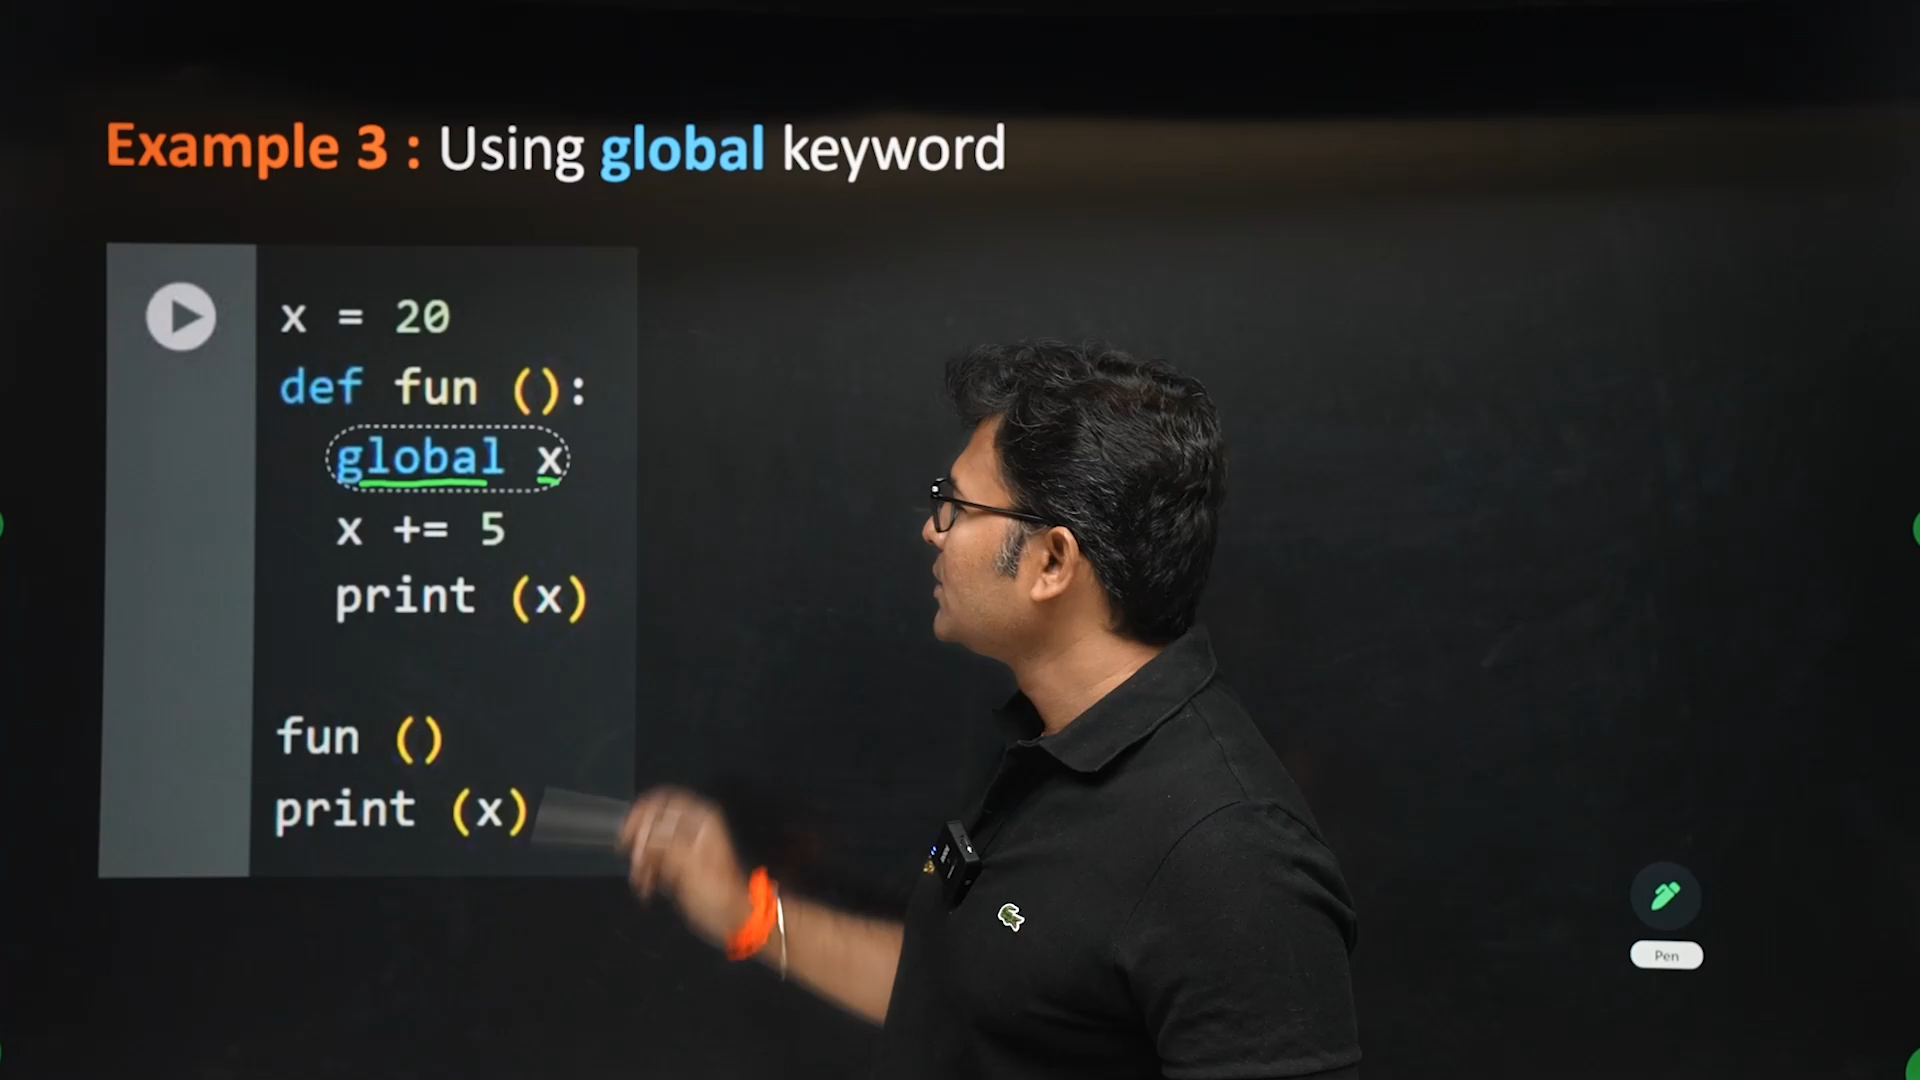 Example 3 : Using global keyword
x = 20
def fun ():
global x
x += 5
print (x)
fun ()
print (x)
Pen